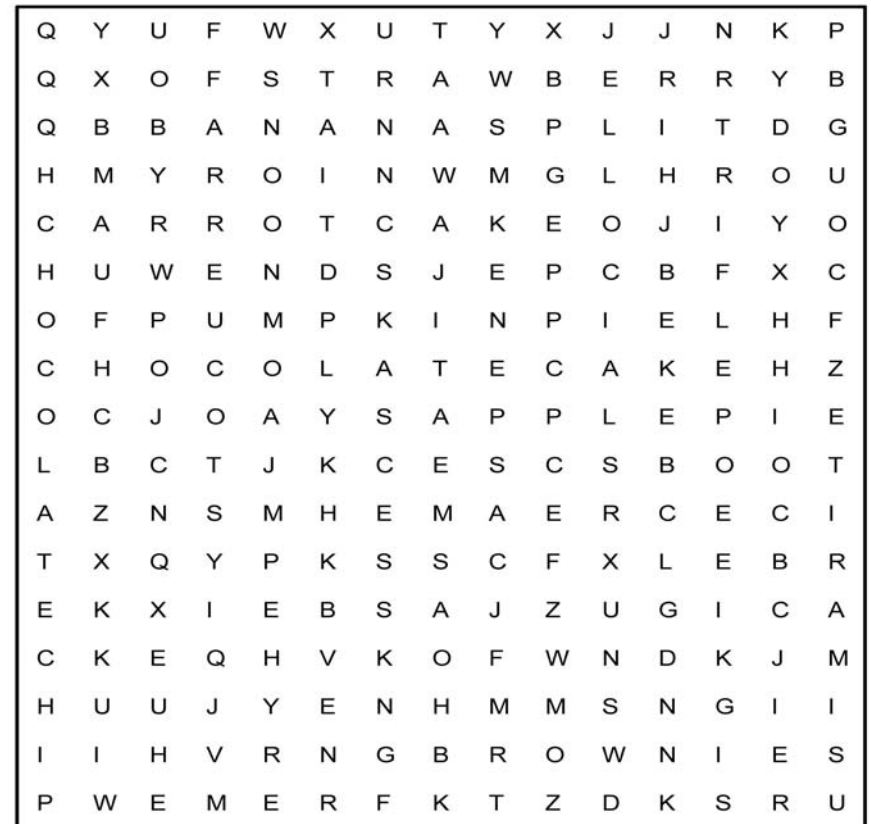 Q Y U F W X U T Y X J J N K P
Q X O F S T R A W B E R R Y B
Q B B A N A N A S P L I T D G
H M Y R O I N W M G L H R O U
C A R R O T C A K E O J I Y O
H U W E N D S J E P C B F X C
O F P U M P K I N P I E L H F
C H O C O L A T E C A K E H Z
O C J O A Y S A P P L E P I E
L B C T J K C E S C S B O O T
A Z N S M H E M A E R C E C I
T X Q Y P K S S C F X L E B R
E K X I E B S A J Z U G I C A
C K E Q H V K O F W N D K J M
H U U J Y E N H M M S N G I I
I I H V R N G B R O W N I E S
P W E M E R F K T Z D K S R U